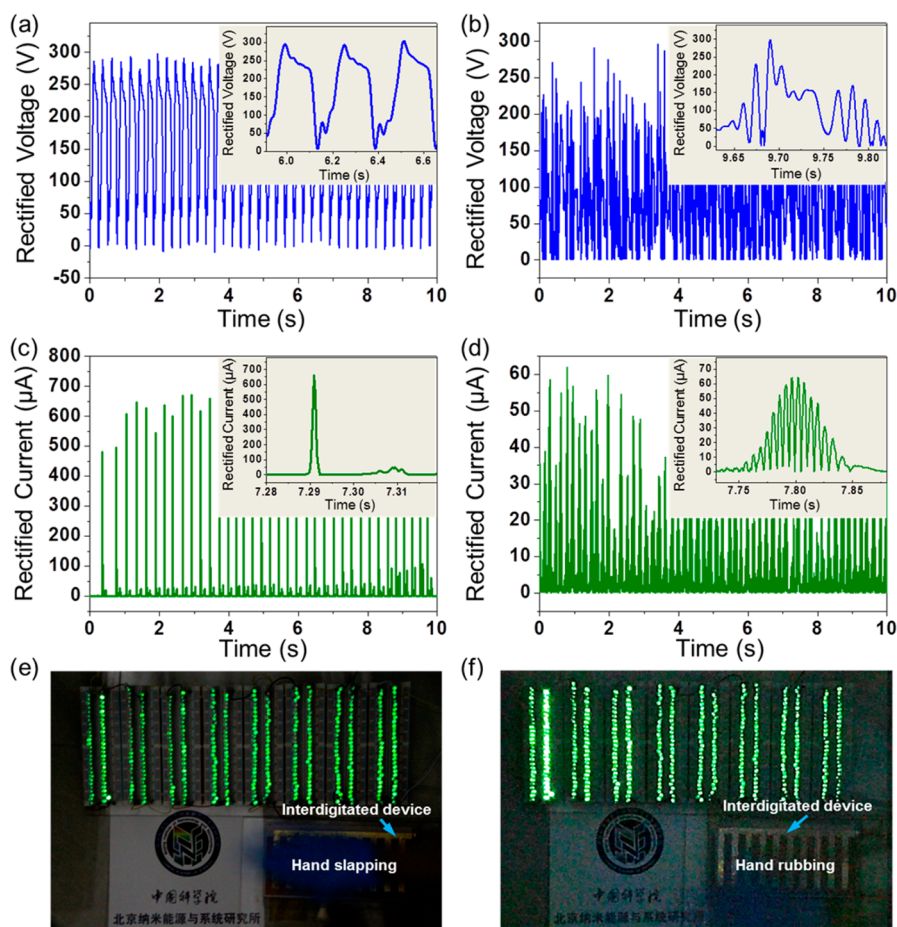 (a)
Rectified Voltage (V)
300
250
200
150
100
50
0
-50
0 2 4 6 8 10
Time (s)
Rectified Voltage (V)
300
250
200
150
100
50
0
6.0 6.2 6.4 6.6
Time (s)
(b)
Rectified Voltage (V)
300
250
200
150
100
50
0
0 2 4 6 8 10
Time (s)
Rectified Voltage (V)
300
250
200
150
100
50
0
9.65 9.70 9.75 9.80
Time (s)
(c)
Rectified Current (µA)
800
700
600
500
400
300
200
100
0
0 2 4 6 8 10
Time (s)
Rectified Current (µA)
700
600
500
400
300
200
100
0
7.28 7.29 7.30 7.31
Time (s)
(d)
Rectified Current (µA)
60
50
40
30
20
10
0
0 2 4 6 8 10
Time (s)
Rectified Current (µA)
70
60
50
40
30
20
10
0
7.75 7.80 7.85
Time (s)
(e)
Interdigitated device
Hand slapping
中国科学院
北京纳米能源与系统研究所
(f)
Interdigitated device
Hand rubbing
中国科学院
北京纳米能源与系统研究所